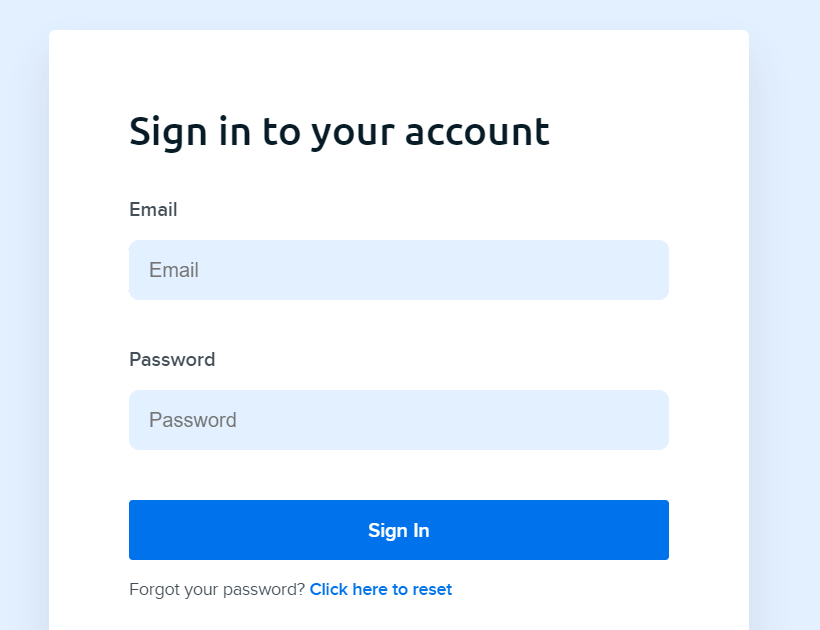 Sign in to your account
Email
Email
Password
Password
Sign In
Forgot your password? Click here to reset